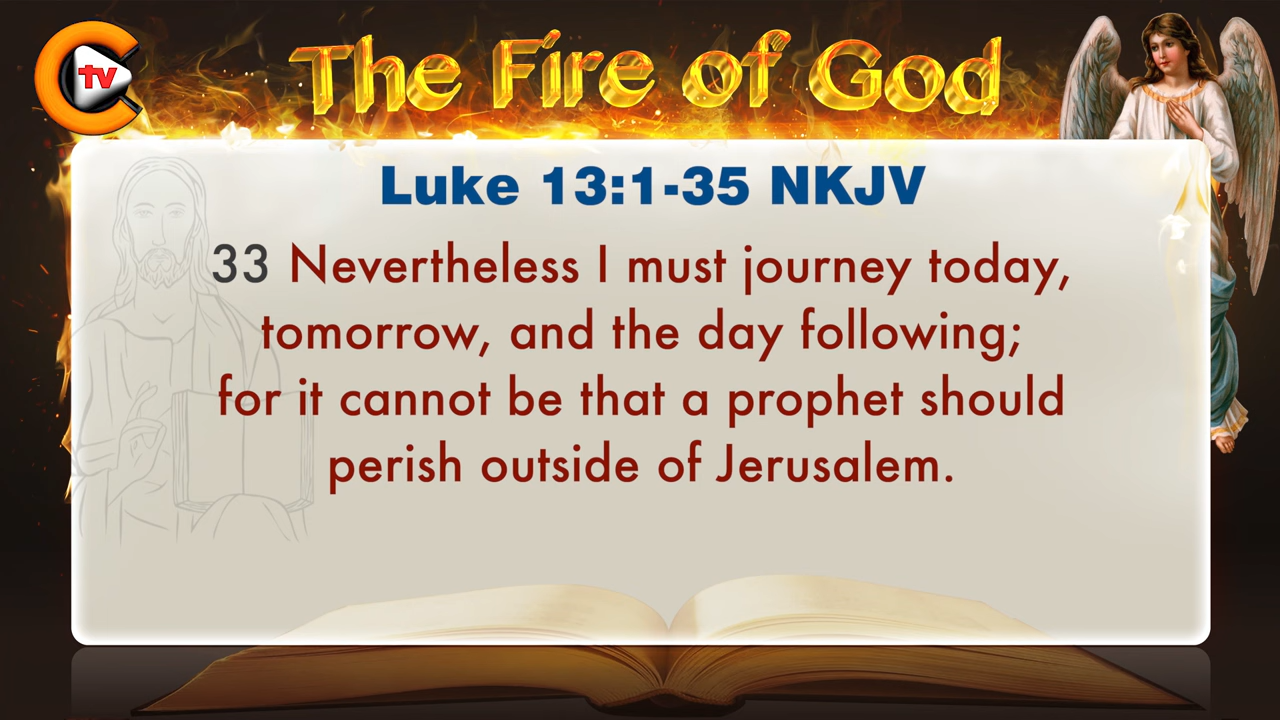 tv
The Fire of God
Luke 13:1-35 NKJV
33 Nevertheless I must journey today,
tomorrow, and the day following;
for it cannot be that a prophet should
perish outside of Jerusalem.